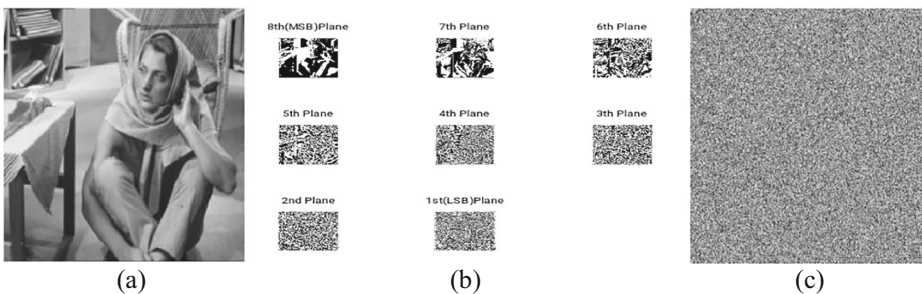 8th(MSB)Plane
7th Plane
6th Plane
5th Plane
4th Plane
3th Plane
2nd Plane
1st(LSB)Plane
(a)
(b)
(c)